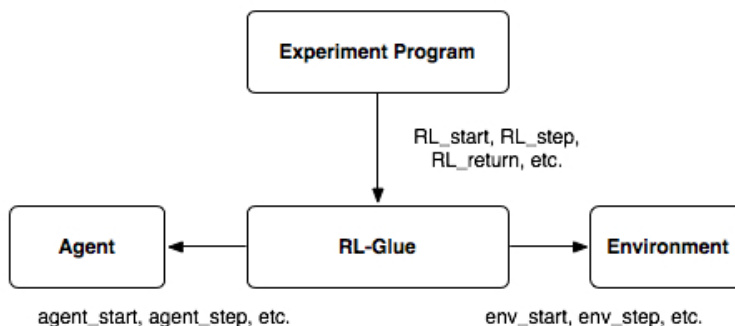 Experiment Program
RL_start, RL_step,
RL_return, etc.
Agent
RL-Glue
Environment
agent_start, agent_step, etc.
env_start, env_step, etc.